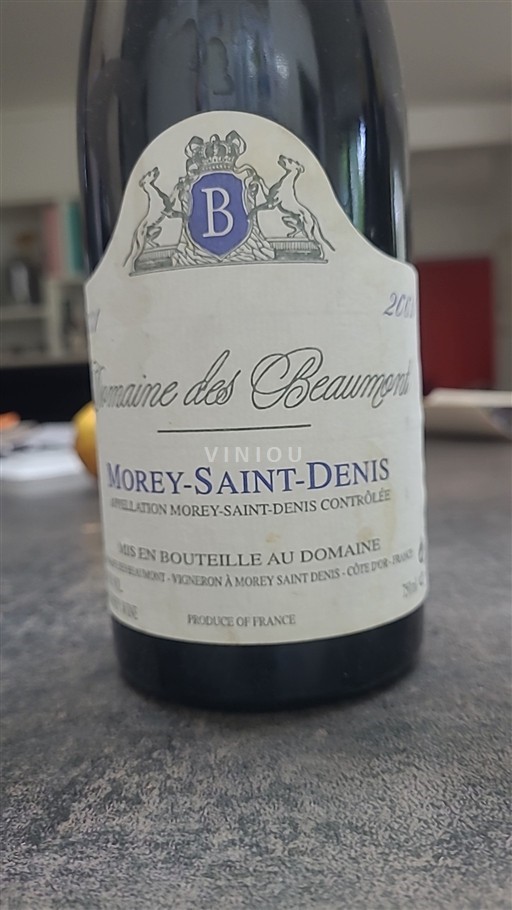 B
Domaine des Beaumont
VINIOU
MOREY-SAINT-DENIS
APPELLATION MOREY-SAINT-DENIS CONTRÔLÉE
MIS EN BOUTEILLE AU DOMAINE
BEAUMONT - VIGNERON À MOREY SAINT DENIS - CÔTE D'OR - FRANCE
PRODUCE OF FRANCE